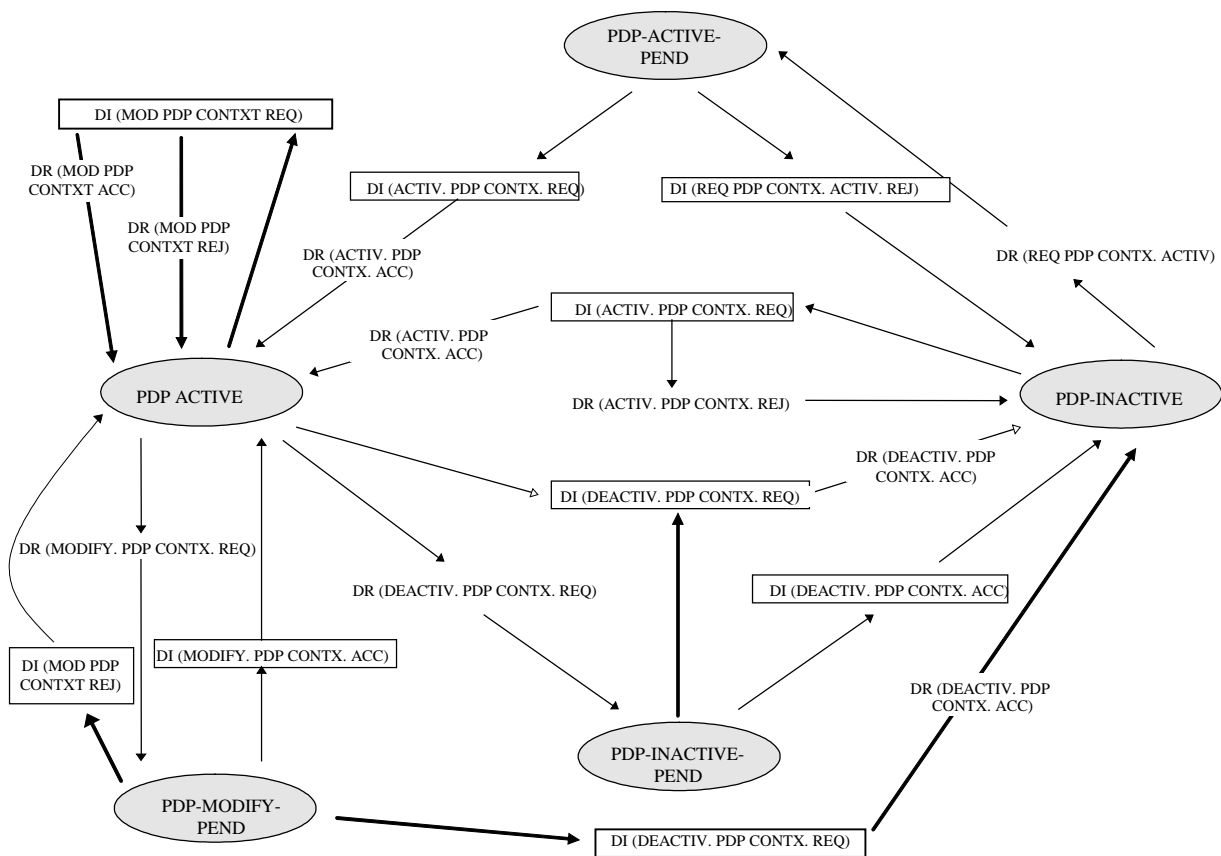 PDP-ACTIVE-
PEND
DI (MOD PDP CONTXT REQ)
DR (MOD PDP
CONTXT ACC)
DI (ACTIV. PDP CONTX. REQ)
DI (REQ PDP CONTX. ACTIV. REJ)
DR (MOD PDP
CONTXT REJ)
DR (ACTIV. PDP
CONTX. ACC)
DR (REQ PDP CONTX. ACTIV)
DI (ACTIV. PDP CONTX. REQ)
DR (ACTIV. PDP
CONTX. ACC)
PDP ACTIVE
DR (ACTIV. PDP CONTX. REJ)
PDP-INACTIVE
DR (DEACTIV. PDP
CONTX. ACC)
DI (DEACTIV. PDP CONTX. REQ)
DR (MODIFY. PDP CONTX. REQ)
DR (DEACTIV. PDP CONTX. REQ)
DI (DEACTIV. PDP CONTX. ACC)
DI (MOD PDP
CONTXT REJ)
DI (MODIFY. PDP CONTX. ACC)
DR (DEACTIV. PDP
CONTX. ACC)
PDP-INACTIVE-
PEND
PDP-MODIFY-
PEND
DI (DEACTIV. PDP CONTX. REQ)